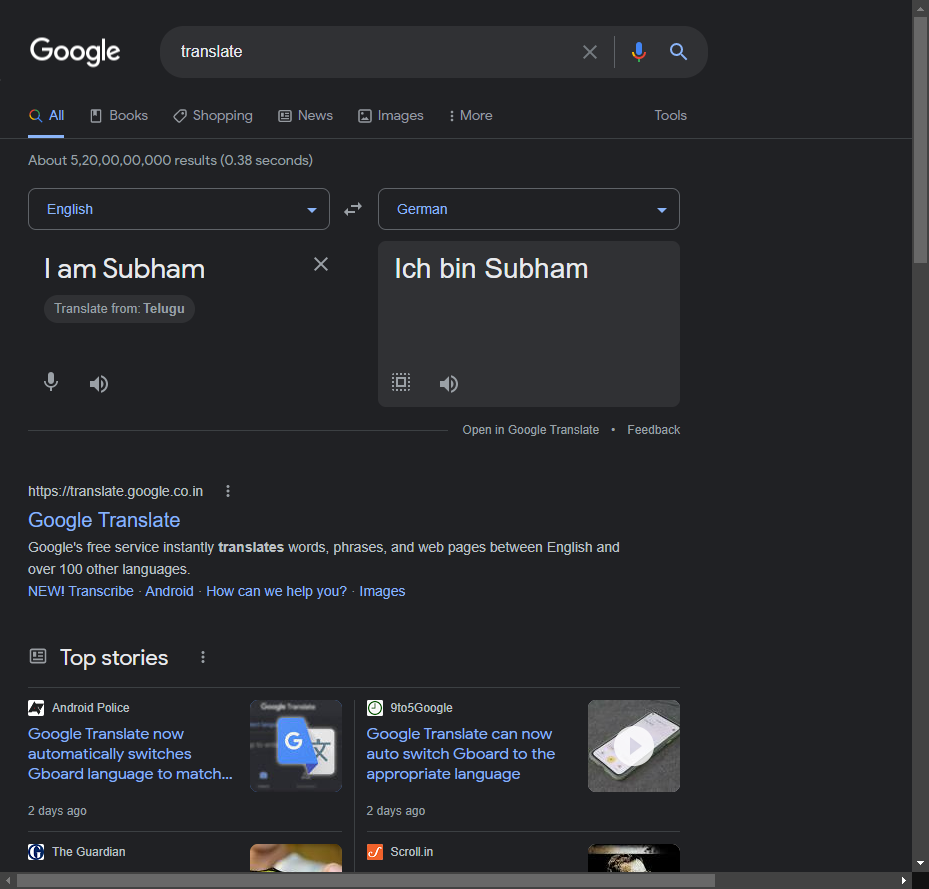 Google
translate
All
Books
Shopping
News
Images
More
Tools
About 5,20,00,00,000 results (0.38 seconds)
English
German
I am Subham
Ich bin Subham
Translate from: Telugu
Open in Google Translate • Feedback
https://translate.google.co.in
Google Translate
Google's free service instantly translates words, phrases, and web pages between English and
over 100 other languages.
NEW! Transcribe · Android · How can we help you? · Images
Top stories
Android Police
Google Translate now
automatically switches
Gboard language to match...
2 days ago
Google Translate
G
9to5Google
Google Translate can now
auto switch Gboard to the
appropriate language
2 days ago
The Guardian
Scroll.in